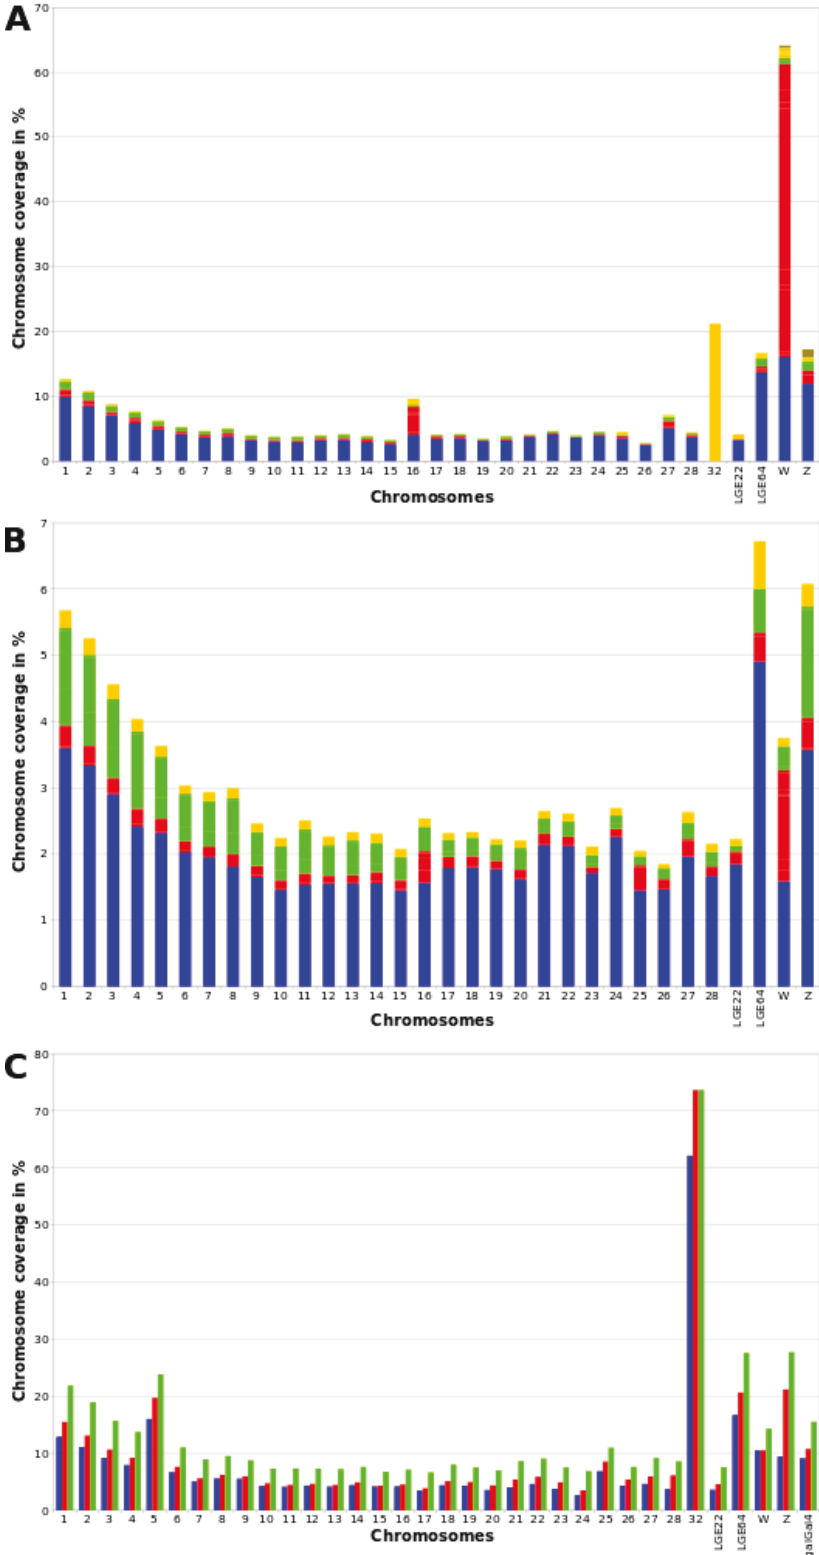 A
Chromosome coverage in %
70
60
50
40
30
20
10
0
1 2 3 4 5 6 7 8 9 10 11 12 13 14 15 16 17 18 19 20 21 22 23 24 25 26 27 28 32 LGE22 LGE64 W Z
Chromosomes
B
Chromosome coverage in %
7
6
5
4
3
2
1
0
1 2 3 4 5 6 7 8 9 10 11 12 13 14 15 16 17 18 19 20 21 22 23 24 25 26 27 28 LGE22 LGE64 W Z
Chromosomes
C
Chromosome coverage in %
80
70
60
50
40
30
20
10
0
1 2 3 4 5 6 7 8 9 10 11 12 13 14 15 16 17 18 19 20 21 22 23 24 25 26 27 28 32 LGE22 LGE64 W Z galGal4
Chromosomes